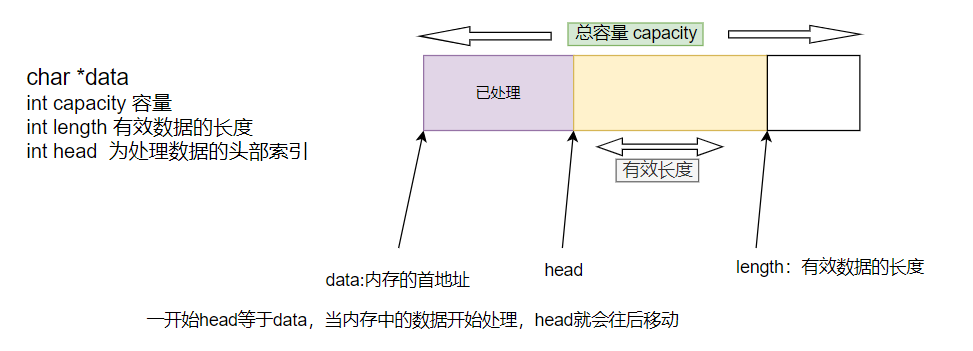 总容量 capacity
char *data
int capacity 容量
int length 有效数据的长度
int head 为处理数据的头部索引
已处理
有效长度
data:内存的首地址
head
length：有效数据的长度
一开始head等于data，当内存中的数据开始处理，head就会往后移动